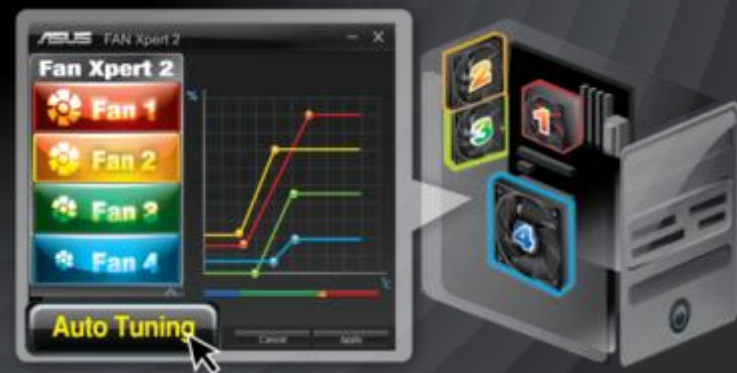 ASUS FAN Xpert 2
Fan Xpert 2
Fan 1
Fan 2
Fan 3
Fan 4
%
°C
Auto Tuning
Cancel
Apply
2
3
1
4